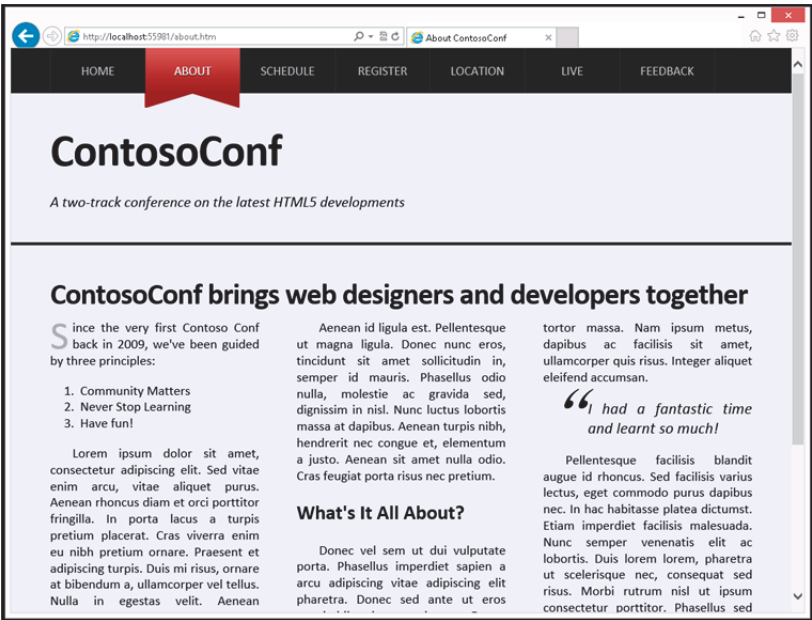 http://localhost:55981/about.htm
About ContosoConf
HOME
ABOUT
SCHEDULE
REGISTER
LOCATION
LIVE
FEEDBACK
ContosoConf
A two-track conference on the latest HTML5 developments
ContosoConf brings web designers and developers together
Since the very first Contoso Conf
back in 2009, we've been guided
by three principles:
1. Community Matters
2. Never Stop Learning
3. Have fun!
Lorem ipsum dolor sit amet,
consectetur adipiscing elit. Sed vitae
enim arcu, vitae aliquet purus.
Aenean rhoncus diam et orci porttitor
fringilla. In porta lacus a turpis
pretium placerat. Cras viverra enim
eu nibh pretium ornare. Praesent et
adipiscing turpis. Duis mi risus, ornare
at bibendum a, ullamcorper vel tellus.
Nulla in egestas velit. Aenean
Aenean id ligula est. Pellentesque
ut magna ligula. Donec nunc eros,
tincidunt sit amet sollicitudin in,
semper id mauris. Phasellus odio
nulla, molestie ac gravida sed,
dignissim in nisl. Nunc luctus lobortis
massa at dapibus. Aenean turpis nibh,
hendrerit nec congue et, elementum
a justo. Aenean sit amet nulla odio.
Cras feugiat porta risus nec pretium.
What's It All About?
Donec vel sem ut dui vulputate
porta. Phasellus imperdiet sapien a
arcu adipiscing vitae adipiscing elit
pharetra. Donec sed ante ut eros
tortor massa. Nam ipsum metus,
dapibus ac facilisis sit amet,
ullamcorper quis risus. Integer aliquet
eleifend accumsan.
“I had a fantastic time
and learnt so much!
Pellentesque facilisis blandit
augue id rhoncus. Sed facilisis varius
lectus, eget commodo purus dapibus
nec. In hac habitasse platea dictumst.
Etiam imperdiet facilisis malesuada.
Nunc semper venenatis elit ac
lobortis. Duis lorem lorem, pharetra
ut scelerisque nec, consequat sed
risus. Morbi rutrum nisl ut ipsum
consectetur porttitor. Phasellus sed